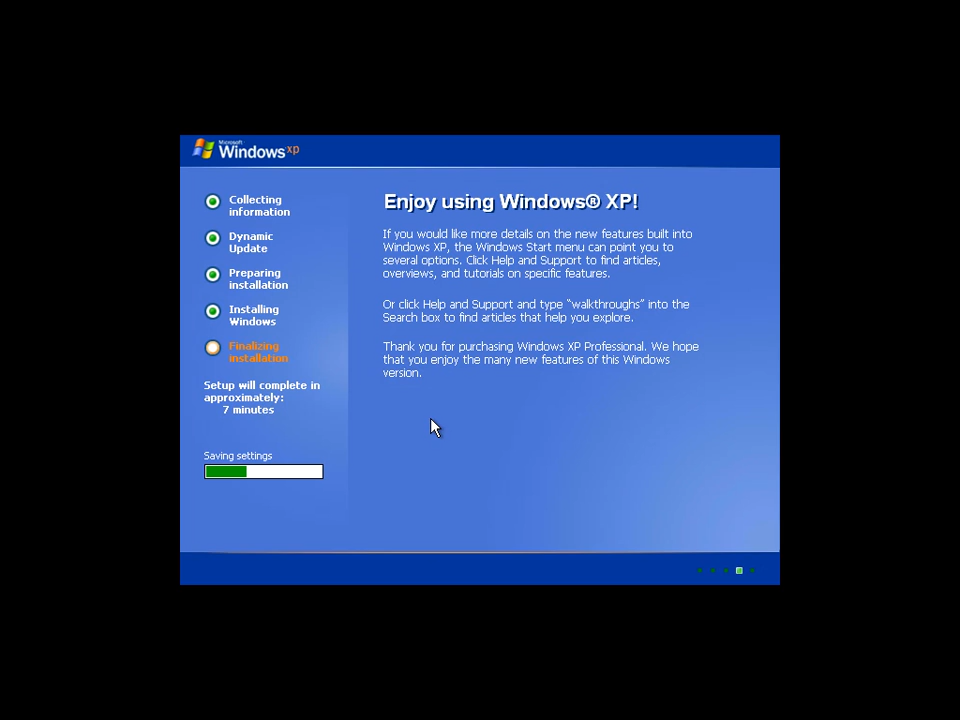 Microsoft
Windows xp
Collecting
information
Dynamic
Update
Preparing
installation
Installing
Windows
Finalizing
installation
Setup will complete in
approximately:
7 minutes
Saving settings
Enjoy using Windows® XP!
If you would like more details on the new features built into
Windows XP, the Windows Start menu can point you to
several options. Click Help and Support to find articles,
overviews, and tutorials on specific features.
Or click Help and Support and type “walkthroughs” into the
Search box to find articles that help you explore.
Thank you for purchasing Windows XP Professional. We hope
that you enjoy the many new features of this Windows
version.